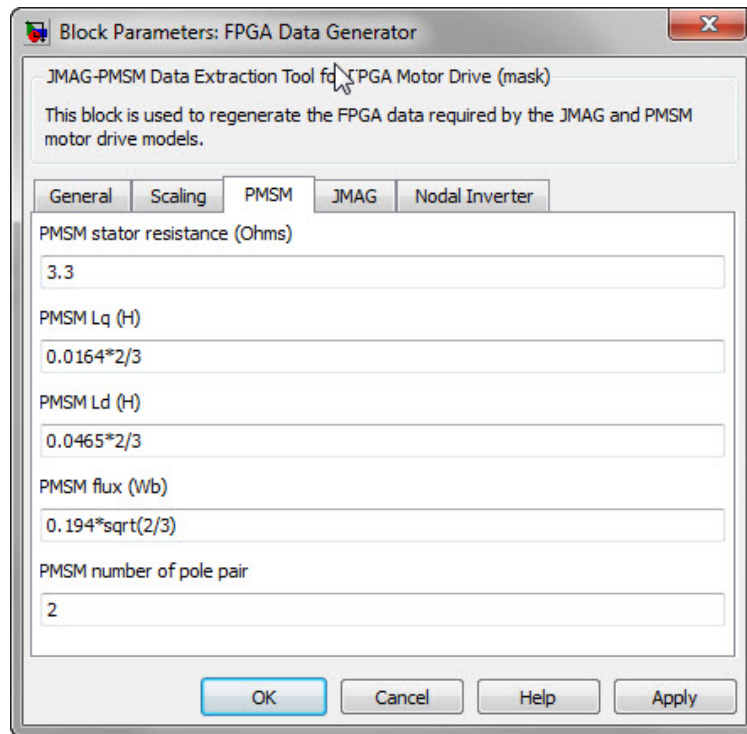 Block Parameters: FPGA Data Generator
JMAG-PMSM Data Extraction Tool for FPGA Motor Drive (mask)
This block is used to regenerate the FPGA data required by the JMAG and PMSM
motor drive models.
General Scaling PMSM JMAG Nodal Inverter
PMSM stator resistance (Ohms)
3.3
PMSM Lq (H)
0.0164*2/3
PMSM Ld (H)
0.0465*2/3
PMSM flux (Wb)
0.194*sqrt(2/3)
PMSM number of pole pair
2
OK Cancel Help Apply